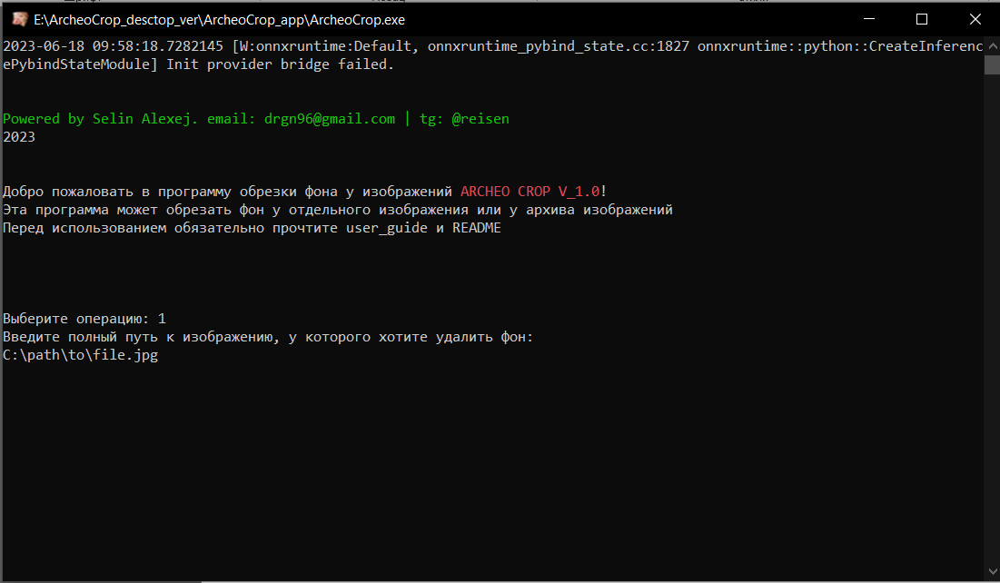 E:\ArcheoCrop_desctop_ver\ArcheoCrop_app\ArcheoCrop.exe
2023-06-18 09:58:18.7282145 [W:onnxruntime:Default, onnxruntime_pybind_state.cc:1827 onnxruntime::python::CreateInferenc
ePybindStateModule] Init provider bridge failed.
Powered by Selin Alexej. email: drgn96@gmail.com | tg: @reisen
2023
Добро пожаловать в программу обрезки фона у изображений ARCHEO CROP V_1.0!
Эта программа может обрезать фон у отдельного изображения или у архива изображений
Перед использованием обязательно прочтите user_guide и README
Выберите операцию: 1
Введите полный путь к изображению, у которого хотите удалить фон:
C:\path\to\file.jpg